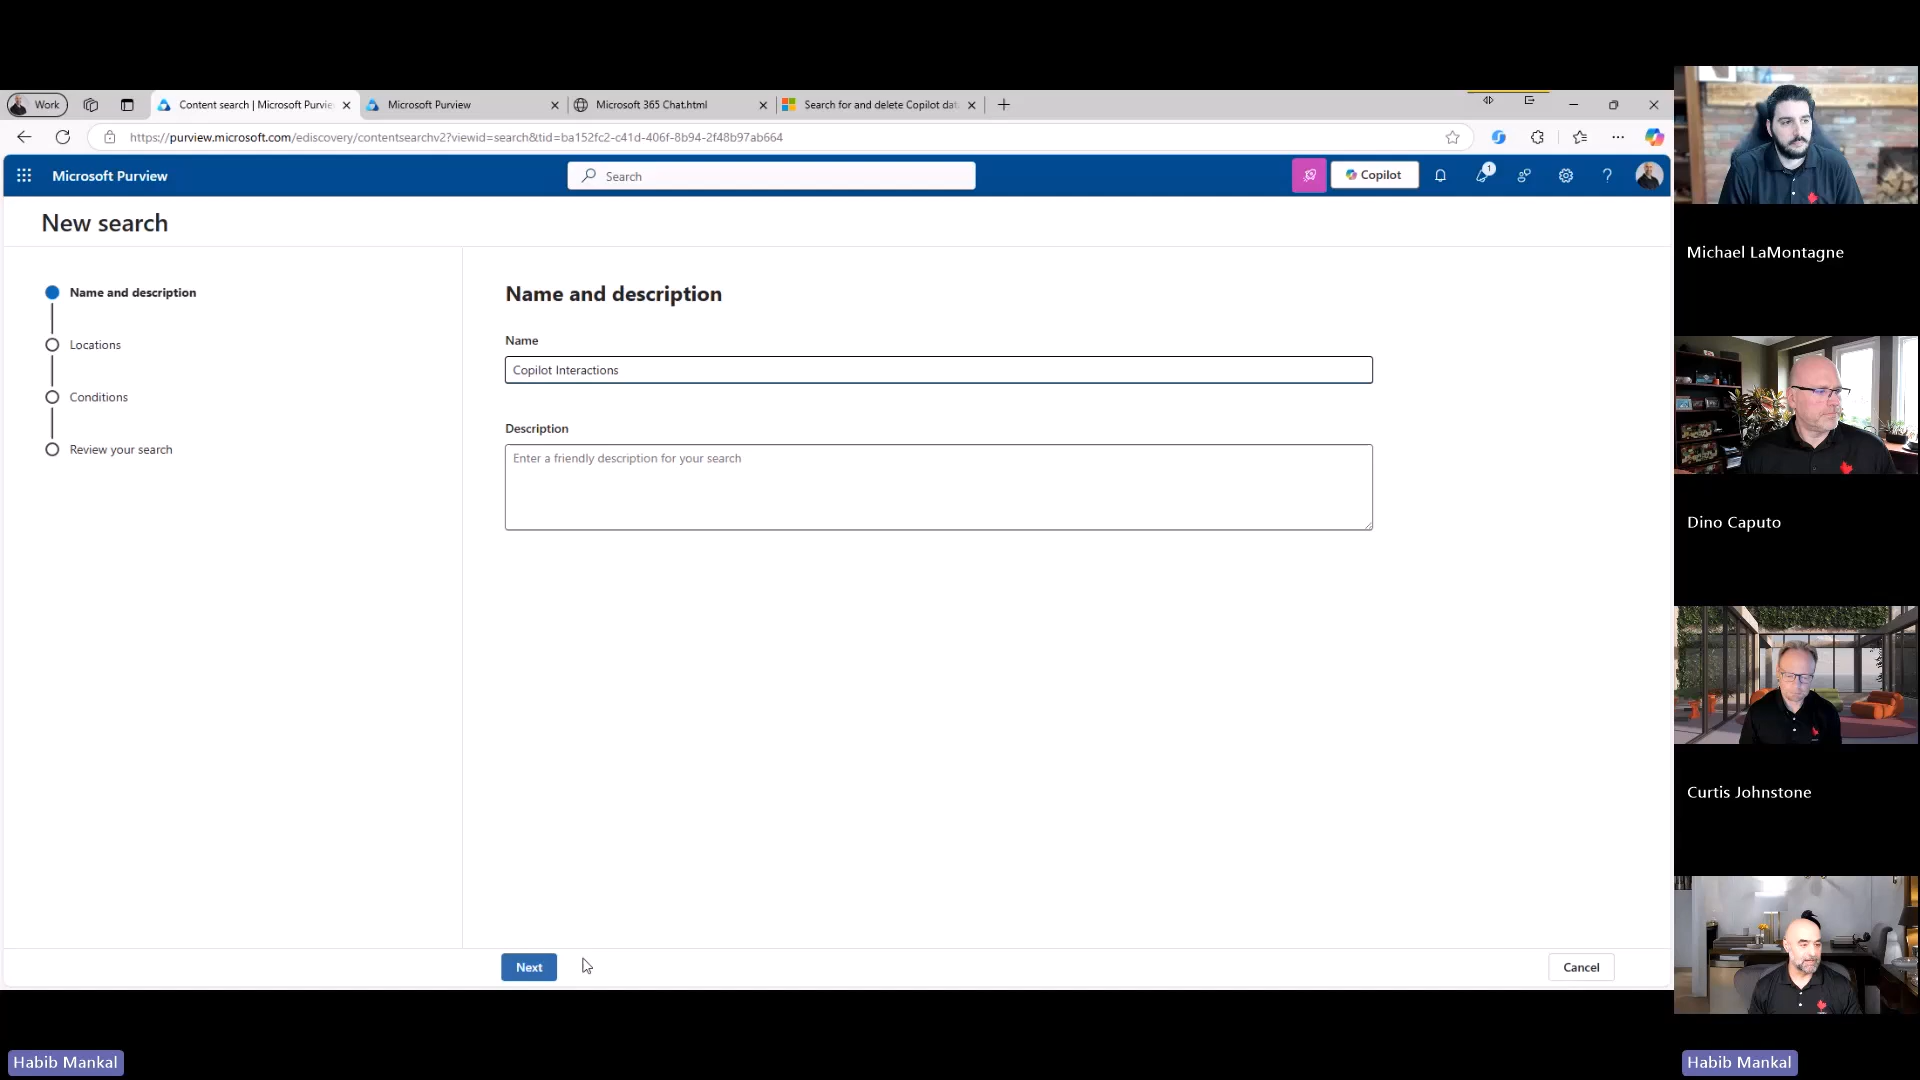 Work
Content search | Microsoft Purvie
Microsoft Purview
Microsoft 365 Chat.html
Search for and delete Copilot dat
https://purview.microsoft.com/ediscovery/contentsearchv2?viewid=search&tid=ba152fc2-c41d-406f-8b94-2f48b97ab664
Microsoft Purview
Search
Copilot
1
New search
Name and description
Locations
Conditions
Review your search
Name and description
Name
Copilot Interactions
Description
Enter a friendly description for your search
Next
Cancel
Michael LaMontagne
Dino Caputo
Curtis Johnstone
Habib Mankal
Habib Mankal